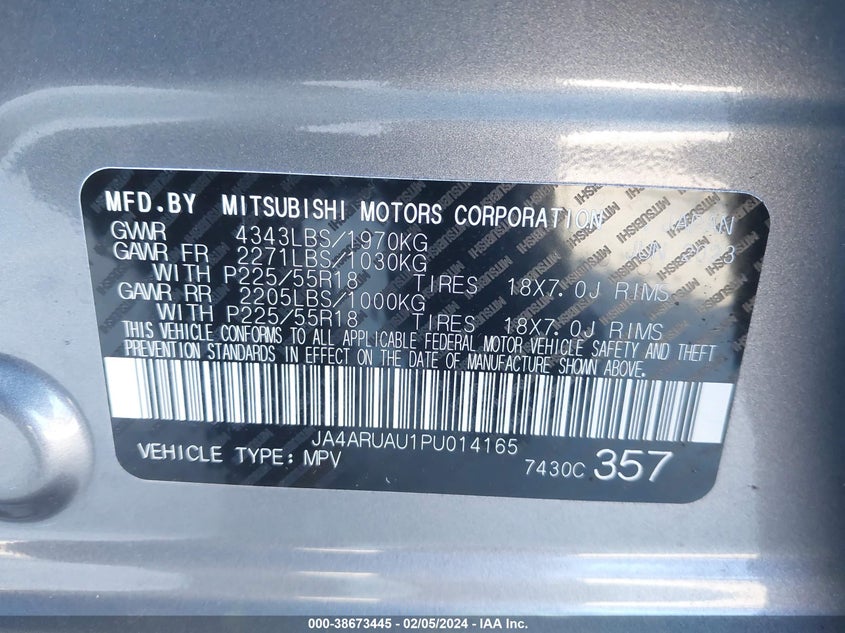 MFD.BY MITSUBISHI MOTORS CORPORATION JAPAN
GVWR 4343LBS/1970KG
GAWR FR 2271LBS/1030KG
WITH P225/55R18 TIRES 18X7.0J RIMS
GAWR RR 2205LBS/1000KG
WITH P225/55R18 TIRES 18X7.0J RIMS
THIS VEHICLE CONFORMS TO ALL APPLICABLE FEDERAL MOTOR VEHICLE SAFETY AND THEFT
PREVENTION STANDARDS IN EFFECT ON THE DATE OF MANUFACTURE SHOWN ABOVE.
JA4ARUAU1PU014165
VEHICLE TYPE: MPV 7430C 357
000-38673445 - 02/05/2024 - IAA Inc.